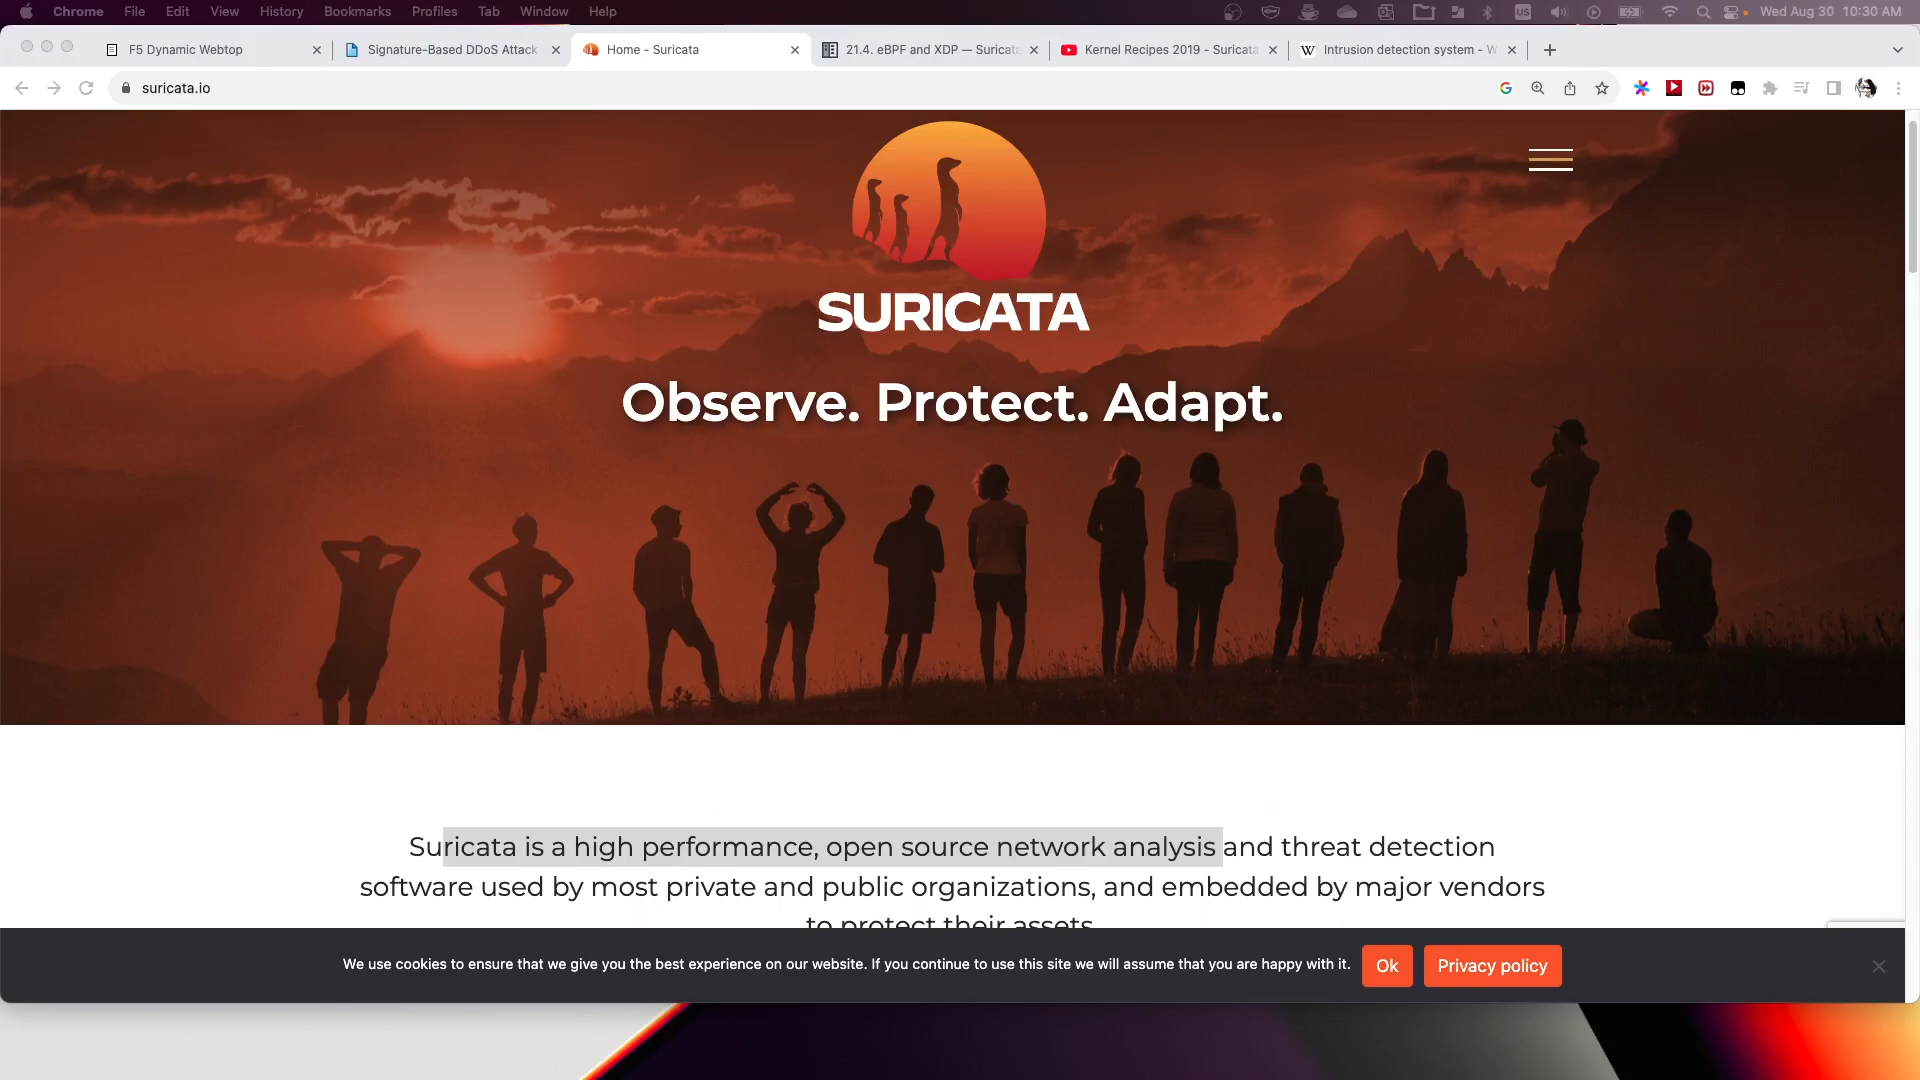 Chrome File Edit View History Bookmarks Profiles Tab Window Help US Wed Aug 30 10:30 AM
F5 Dynamic Webtop Signature-Based DDoS Attack Home - Suricata 21.4. eBPF and XDP — Suricata Kernel Recipes 2019 - Suricata W Intrusion detection system - W
suricata.io
SURICATA
Observe. Protect. Adapt.
Suricata is a high performance, open source network analysis and threat detection
software used by most private and public organizations, and embedded by major vendors
to protect their assets.
We use cookies to ensure that we give you the best experience on our website. If you continue to use this site we will assume that you are happy with it. Ok Privacy policy